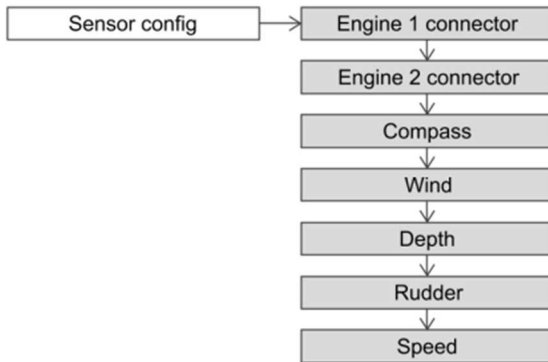 Sensor config
Engine 1 connector
Engine 2 connector
Compass
Wind
Depth
Rudder
Speed